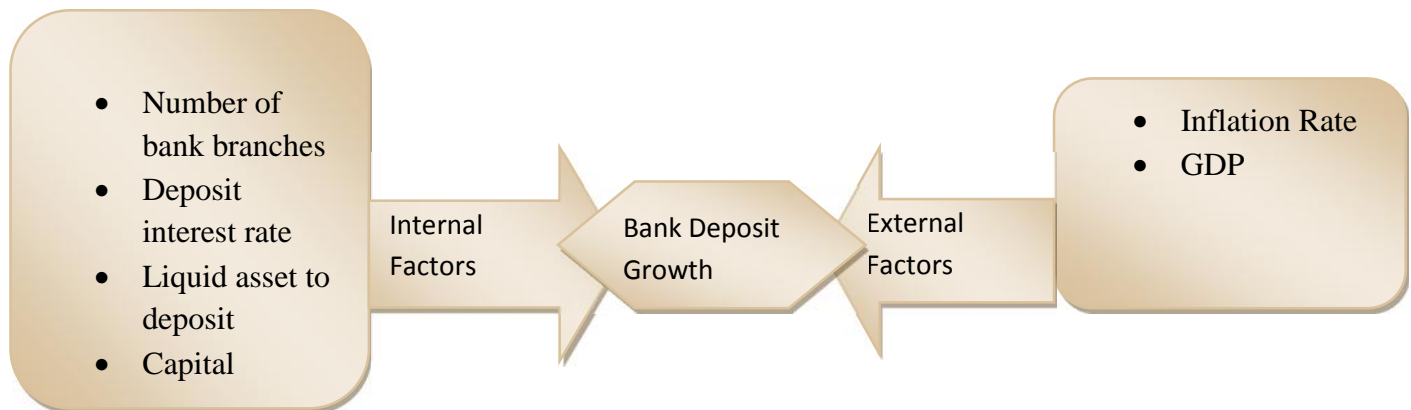 • Number of
bank branches
• Deposit
interest rate
• Liquid asset to
deposit
• Capital
Internal
Factors
Bank Deposit
Growth
External
Factors
• Inflation Rate
• GDP